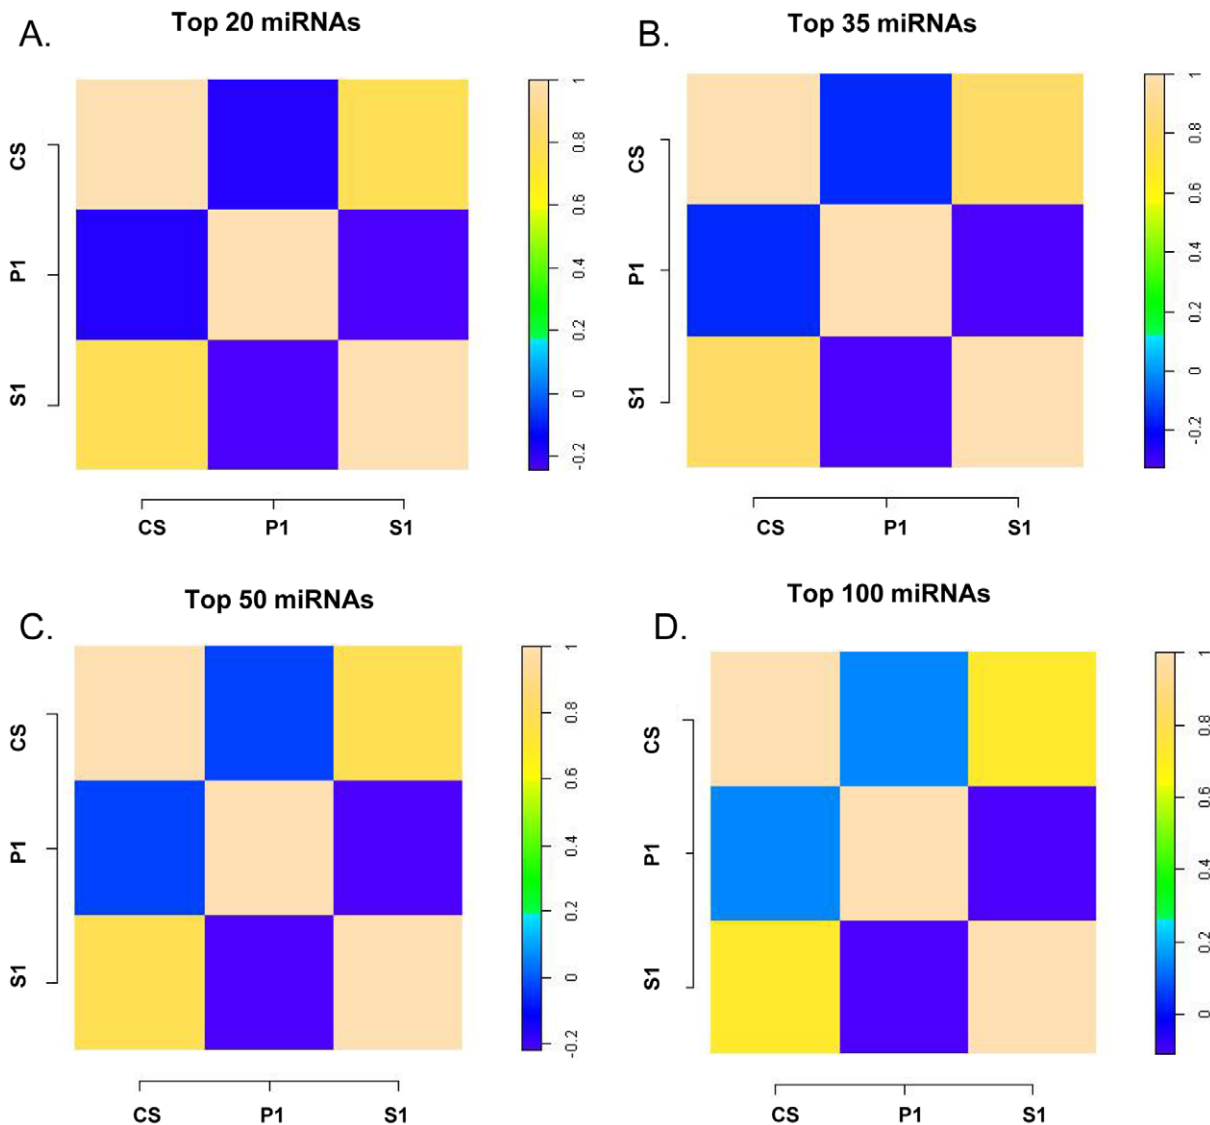 A.
Top 20 miRNAs
CS
P1
S1
1
0.8
0.6
0.4
0.2
0
-0.2
CS P1 S1
B.
Top 35 miRNAs
CS
P1
S1
1
0.8
0.6
0.4
0.2
0
-0.2
CS P1 S1
C.
Top 50 miRNAs
CS
P1
S1
1
0.8
0.6
0.4
0.2
0
-0.2
CS P1 S1
D.
Top 100 miRNAs
CS
P1
S1
1
0.8
0.6
0.4
0.2
0
CS P1 S1